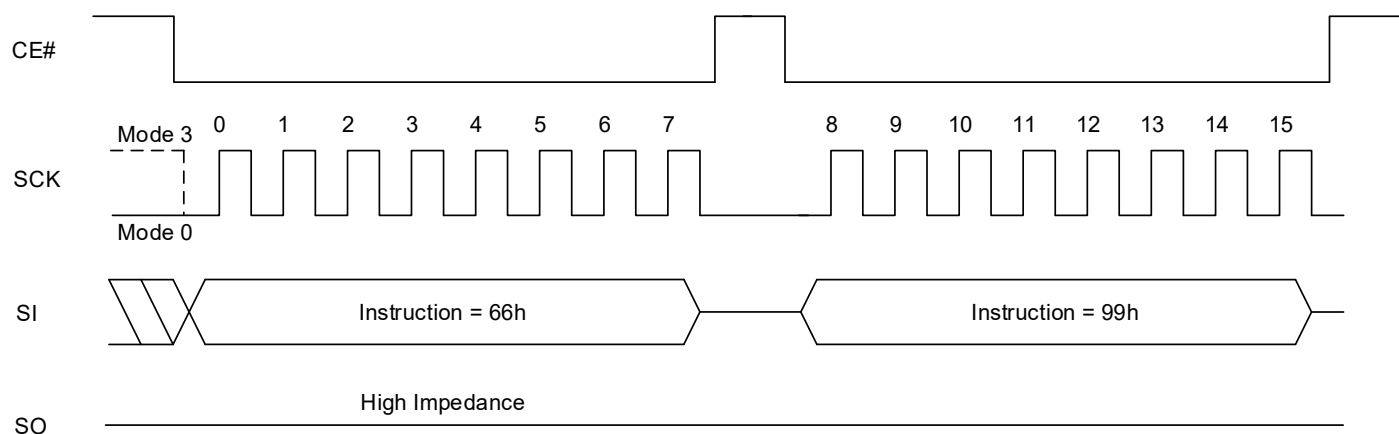 CE#
Mode 3
0 1 2 3 4 5 6 7 8 9 10 11 12 13 14 15
SCK
Mode 0
SI
Instruction = 66h
Instruction = 99h
High Impedance
SO